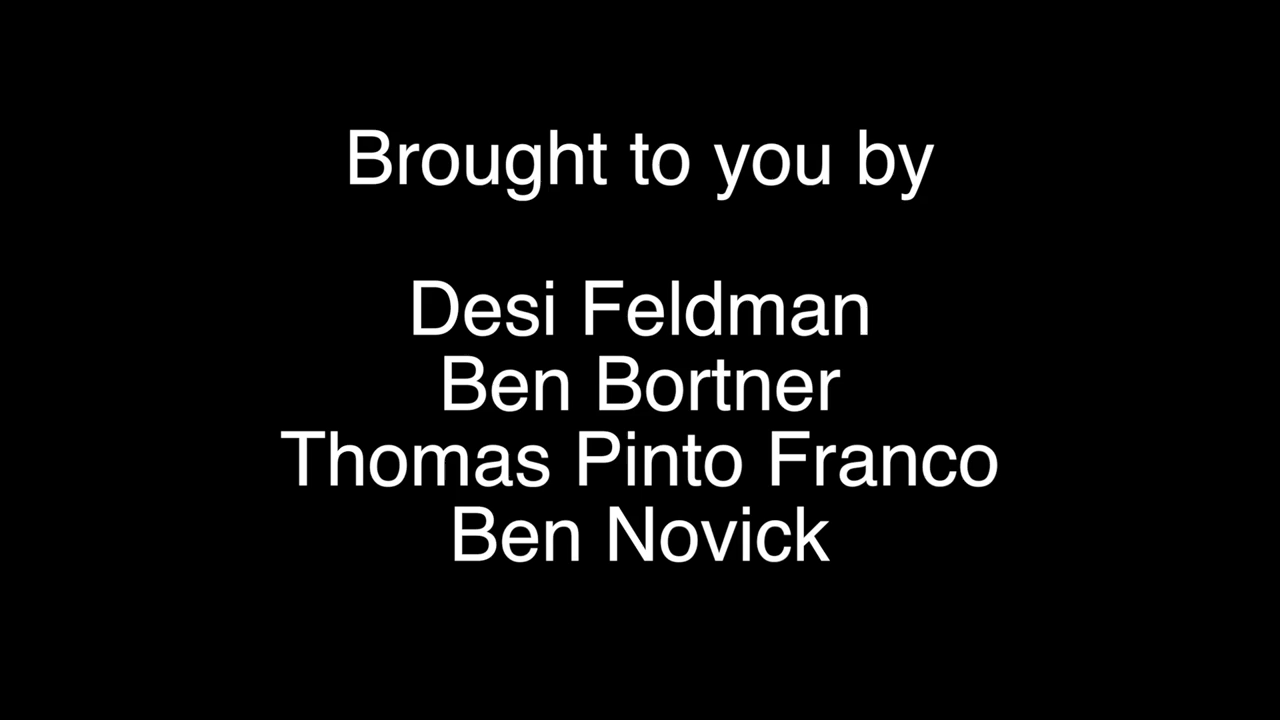 Brought to you by
Desi Feldman
Ben Bortner
Thomas Pinto Franco
Ben Novick